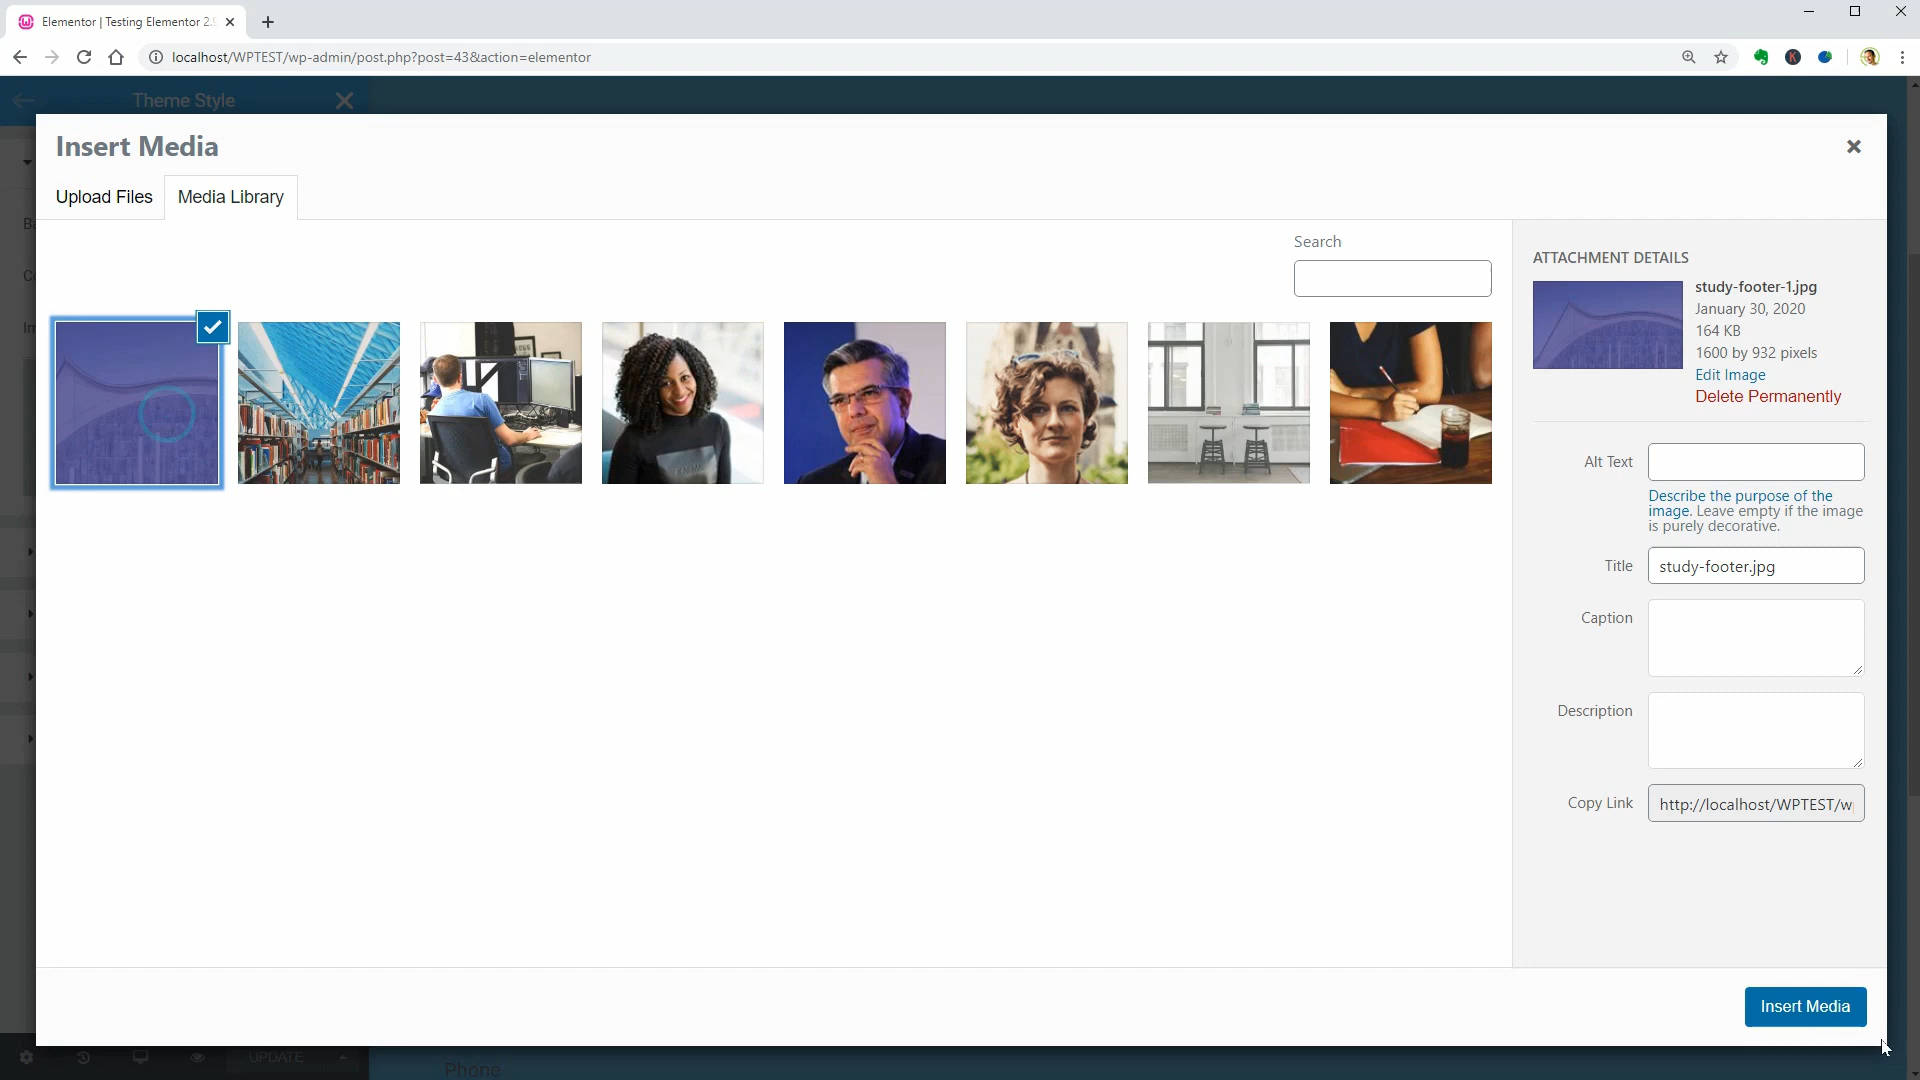 Elementor | Testing Elementor 2.
localhost/WPTEST/wp-admin/post.php?post=43&action=elementor
Theme Style
Insert Media
Upload Files
Media Library
Search
ATTACHMENT DETAILS
study-footer-1.jpg
January 30, 2020
164 KB
1600 by 932 pixels
Edit Image
Delete Permanently
Alt Text
Describe the purpose of the
image. Leave empty if the image
is purely decorative.
Title
study-footer.jpg
Caption
Description
Copy Link
http://localhost/WPTEST/w
Insert Media
UPDATE
Phone